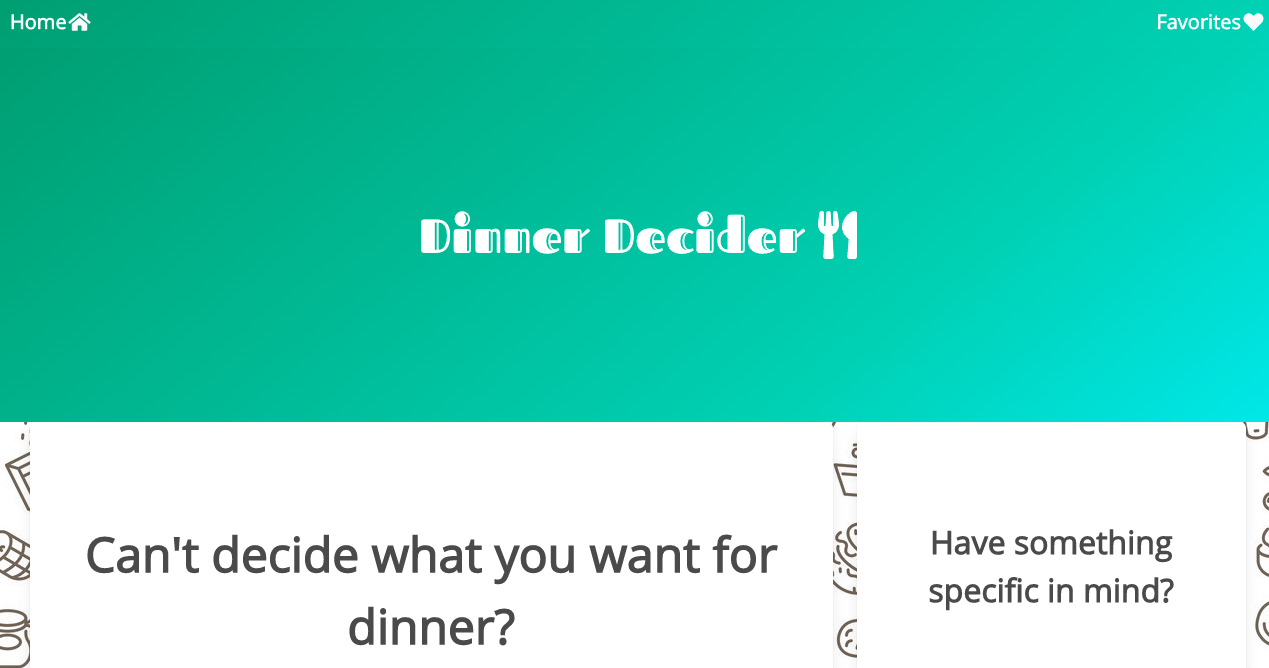 Home
Favorites
Dinner Decider
Can't decide what you want for
dinner?
Have something
specific in mind?